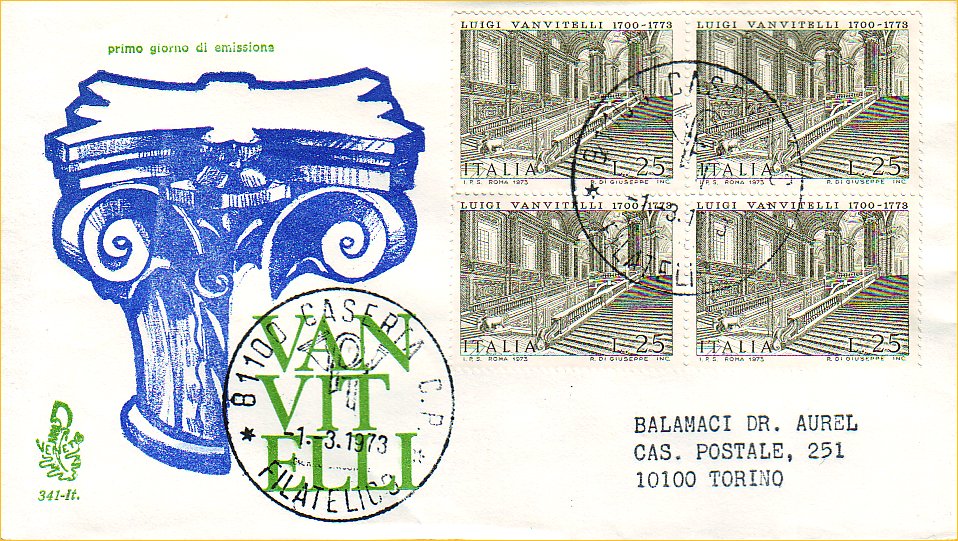 primo giorno di emissione
LUIGI VANVITELLI 1700-1773
ITALIA L. 25
I.P.S. ROMA 1973 R. DI GIUSEPPE INC.
LUIGI VANVITELLI 1700-1773
ITALIA L. 25
I.P.S. ROMA 1973 R. DI GIUSEPPE INC.
LUIGI VANVITELLI 1700-1773
ITALIA L. 25
I.P.S. ROMA 1973 R. DI GIUSEPPE INC.
LUIGI VANVITELLI 1700-1773
ITALIA L. 25
I.P.S. ROMA 1973 R. DI GIUSEPPE INC.
VAN
VIT
ELLI
81100 CASERTA C.P.
-1.-3.1973
FILATELICO
VENETIA
341-It.
BALAMACI DR. AUREL
CAS. POSTALE, 251
10100 TORINO